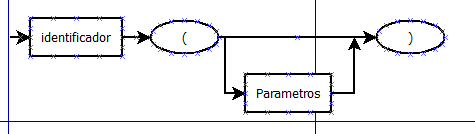 identificador ( )
Parametros